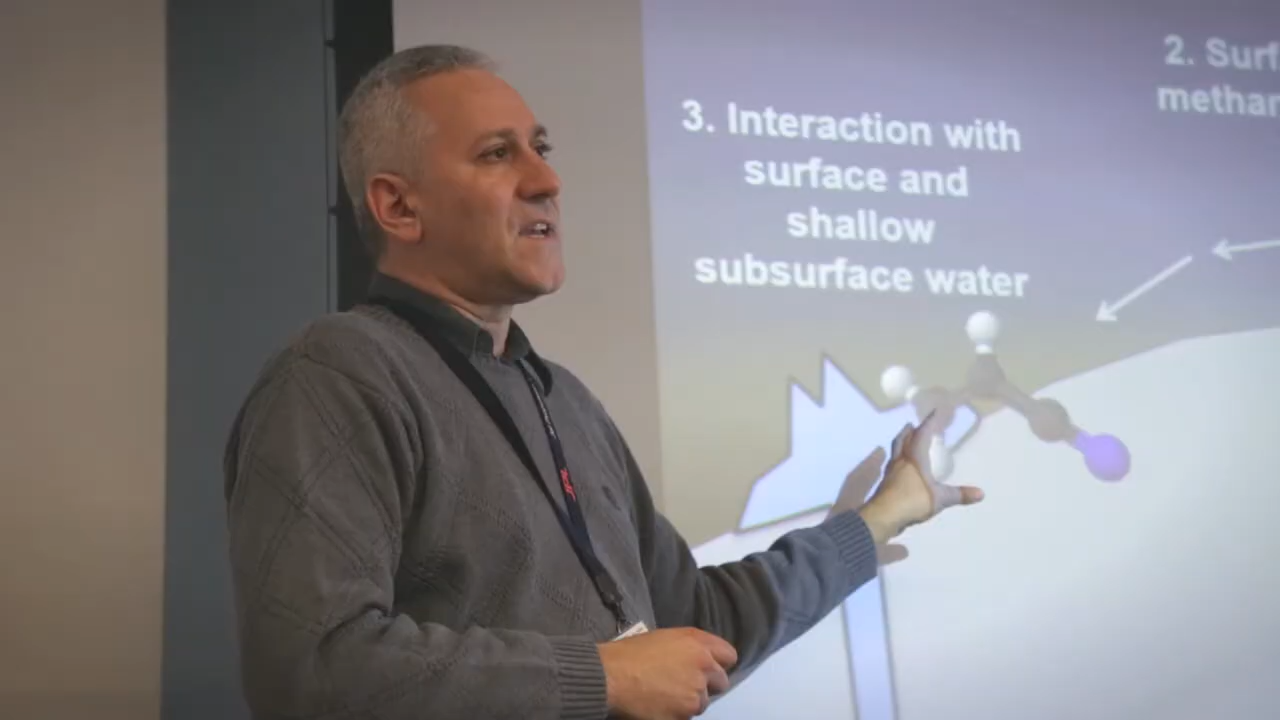 3. Interaction with
surface and
shallow
subsurface water
2. Surf
methan